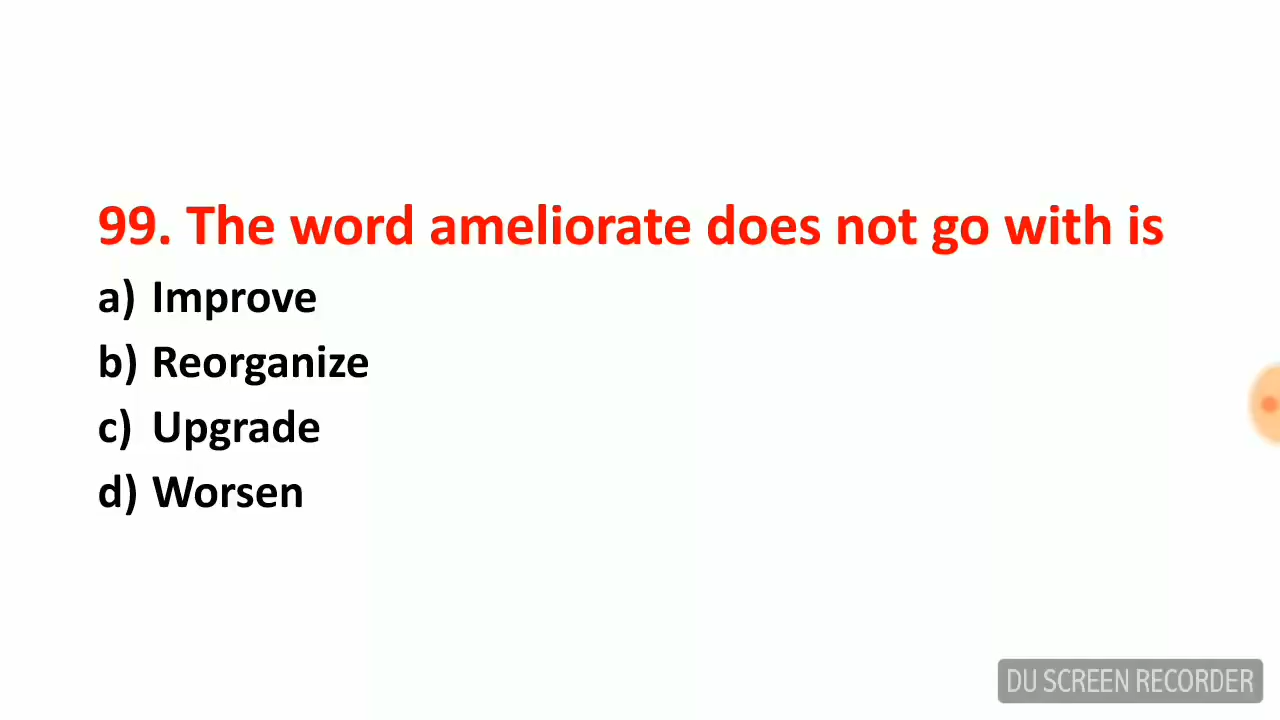 99. The word ameliorate does not go with is
a) Improve
b) Reorganize
c) Upgrade
d) Worsen
DU SCREEN RECORDER